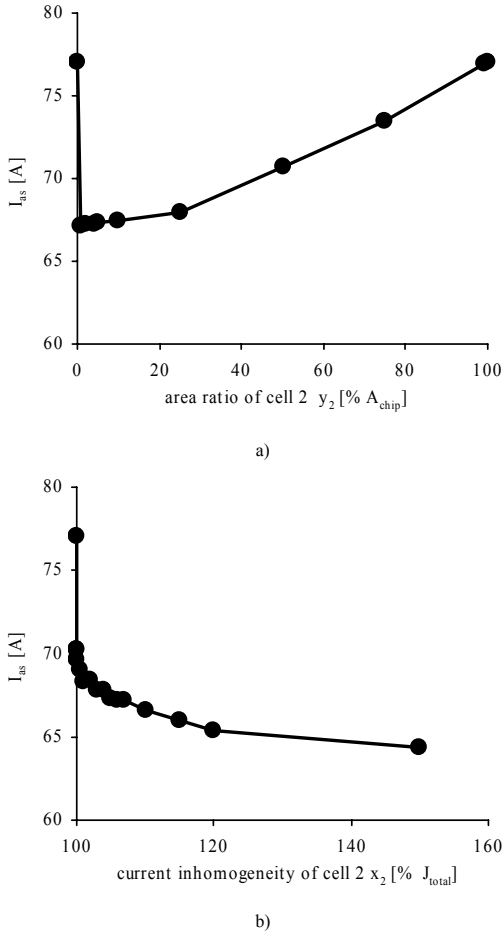 80
75
70
65
60
I_as [A]
0 20 40 60 80 100
area ratio of cell 2 y_2 [% A_chip]
a)
80
75
70
65
60
I_as [A]
100 120 140 160
current inhomogeneity of cell 2 x_2 [% J_total]
b)